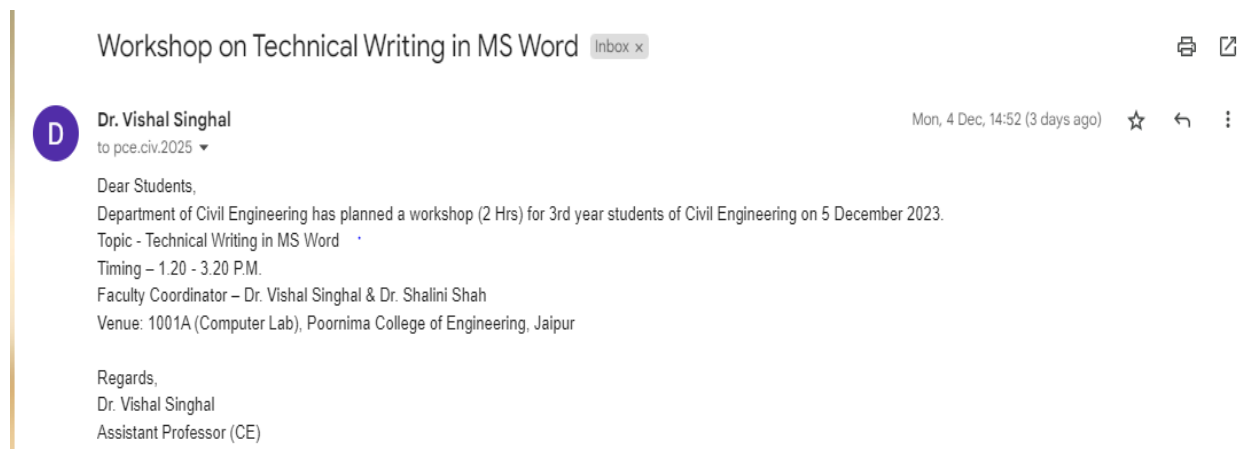 Workshop on Technical Writing in MS Word Inbox ×
D
Dr. Vishal Singhal
Mon, 4 Dec, 14:52 (3 days ago)
to pce.civ.2025
Dear Students,
Department of Civil Engineering has planned a workshop (2 Hrs) for 3rd year students of Civil Engineering on 5 December 2023.
Topic - Technical Writing in MS Word
Timing – 1.20 - 3.20 P.M.
Faculty Coordinator – Dr. Vishal Singhal & Dr. Shalini Shah
Venue: 1001A (Computer Lab), Poornima College of Engineering, Jaipur
Regards,
Dr. Vishal Singhal
Assistant Professor (CE)